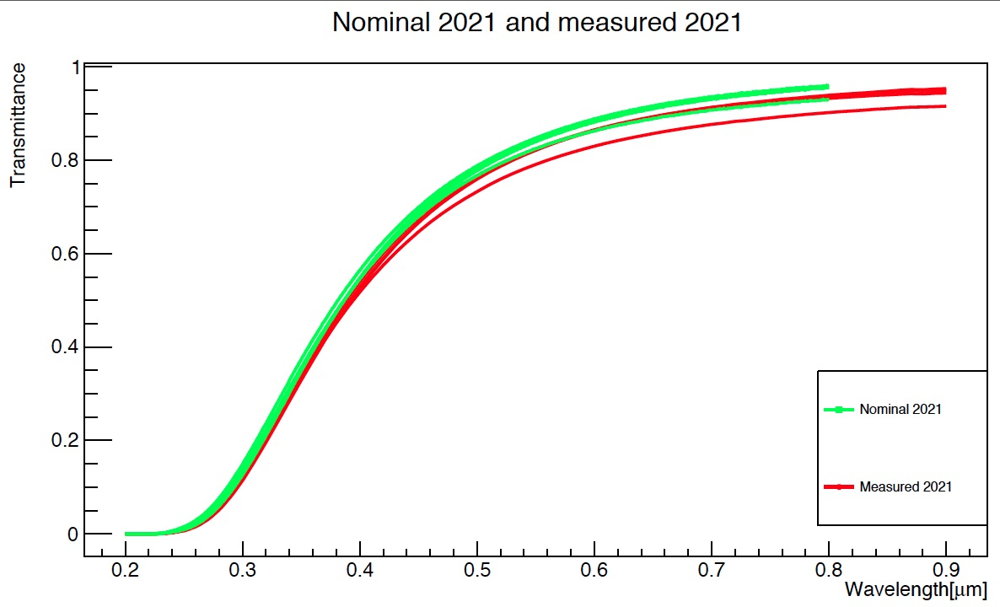 Nominal 2021 and measured 2021
Transmittance
1
0.8
0.6
0.4
0.2
0
Nominal 2021
Measured 2021
0.2 0.3 0.4 0.5 0.6 0.7 0.8 0.9
Wavelength[μm]